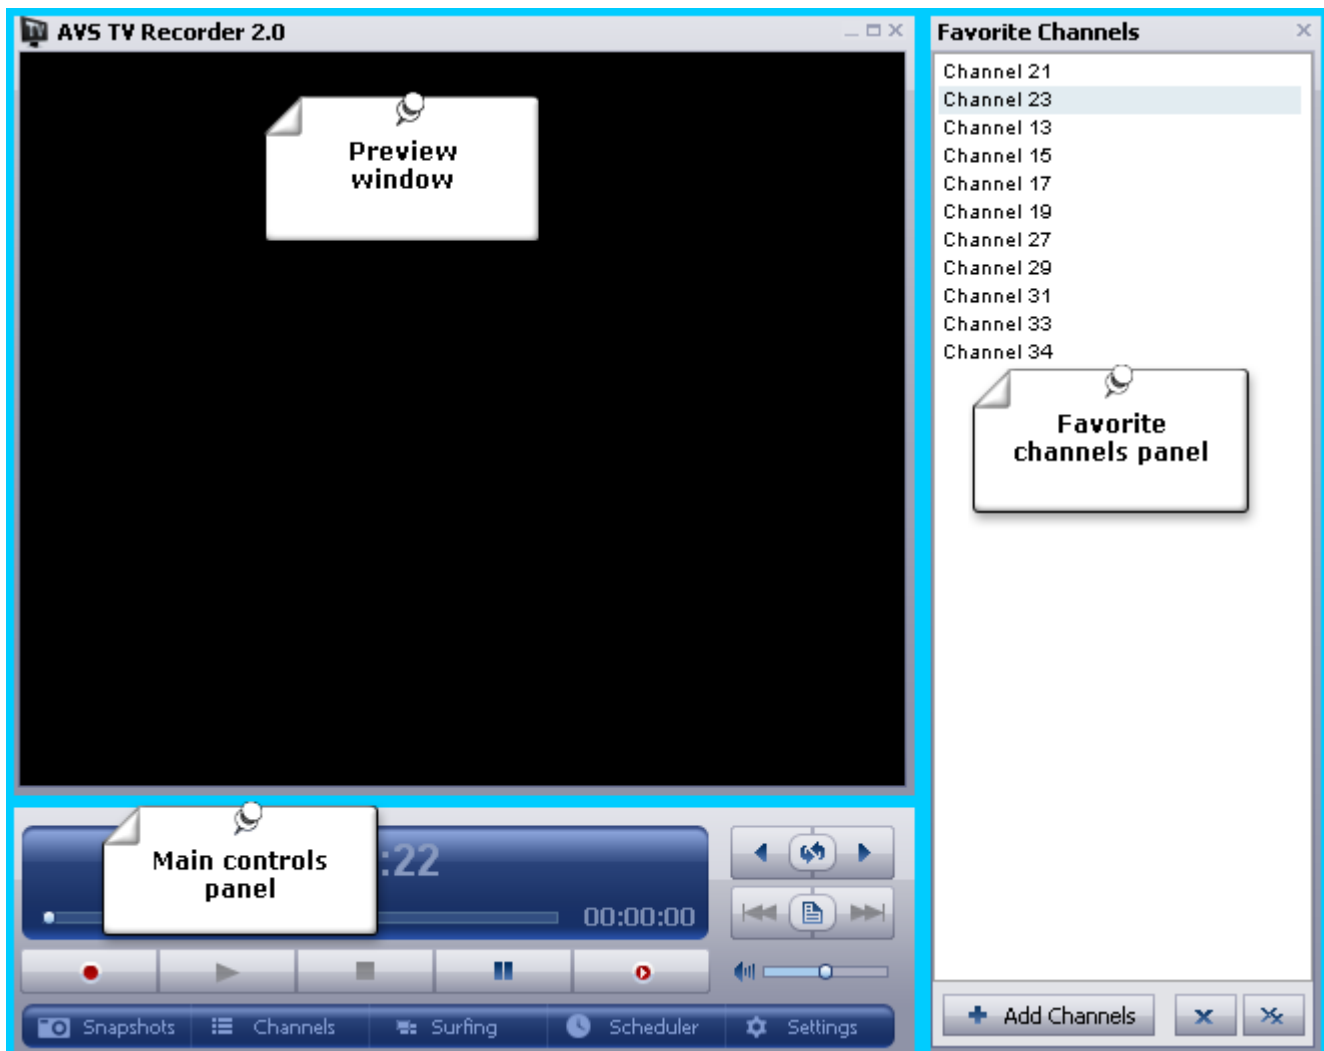 TV AVS TV Recorder 2.0
Preview
window
:22
00:00:00
Main controls
panel
Snapshots
Channels
Surfing
Scheduler
Settings
Favorite Channels
Channel 21
Channel 23
Channel 13
Channel 15
Channel 17
Channel 19
Channel 27
Channel 29
Channel 31
Channel 33
Channel 34
Favorite
channels panel
Add Channels